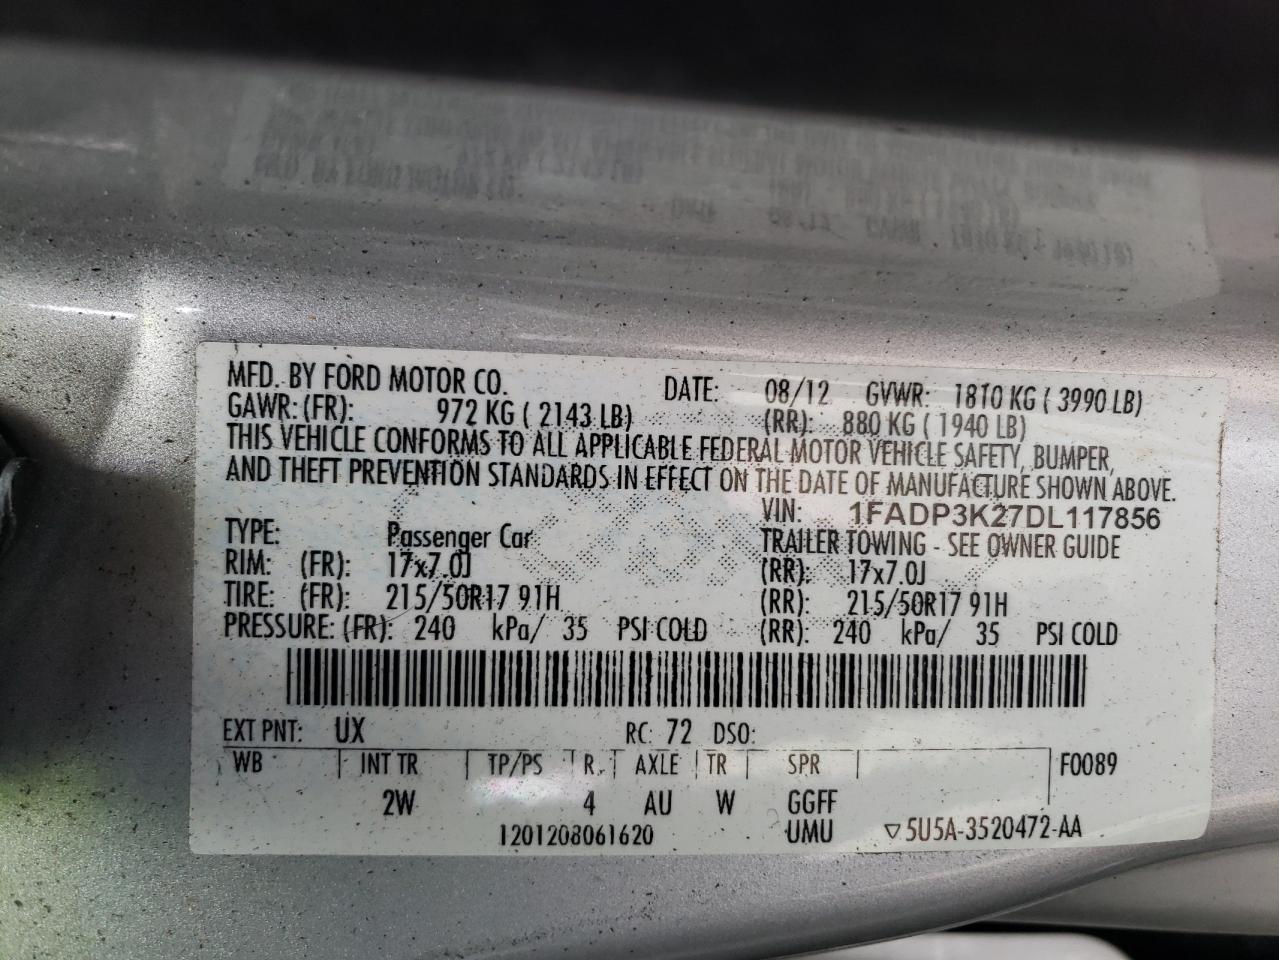 MFD. BY FORD MOTOR CO. DATE: 08/12 GVWR: 1810 KG ( 3990 LB)
GAWR: (FR): 972 KG ( 2143 LB) (RR): 880 KG ( 1940 LB)
THIS VEHICLE CONFORMS TO ALL APPLICABLE FEDERAL MOTOR VEHICLE SAFETY, BUMPER,
AND THEFT PREVENTION STANDARDS IN EFFECT ON THE DATE OF MANUFACTURE SHOWN ABOVE.
VIN: 1FADP3K27DL117856
TYPE: Passenger Car TRAILER TOWING - SEE OWNER GUIDE
RIM: (FR): 17x7.0J (RR): 17x7.0J
TIRE: (FR): 215/50R17 91H (RR): 215/50R17 91H
PRESSURE: (FR): 240 kPa/ 35 PSI COLD (RR): 240 kPa/ 35 PSI COLD
EXT PNT: UX RC: 72 DSO:
WB INT TR TP/PS R. AXLE TR SPR F0089
2W 4 AU W GGFF
1201208061620 UMU ▽5U5A-3520472-AA